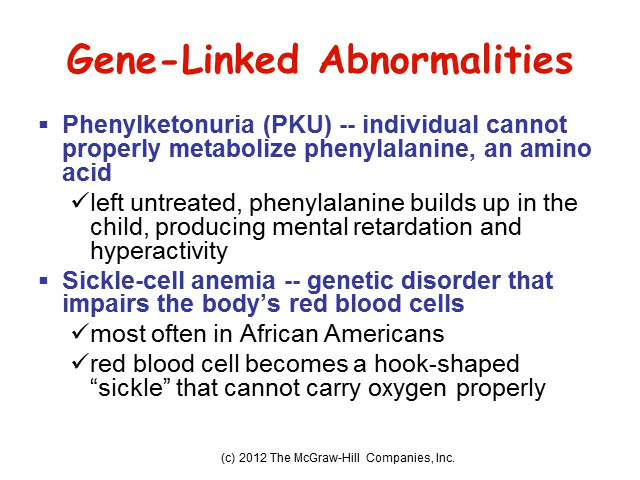 Gene-Linked Abnormalities
▪ Phenylketonuria (PKU) -- individual cannot
properly metabolize phenylalanine, an amino
acid
✓left untreated, phenylalanine builds up in the
child, producing mental retardation and
hyperactivity
▪ Sickle-cell anemia -- genetic disorder that
impairs the body’s red blood cells
✓most often in African Americans
✓red blood cell becomes a hook-shaped
“sickle” that cannot carry oxygen properly
(c) 2012 The McGraw-Hill Companies, Inc.